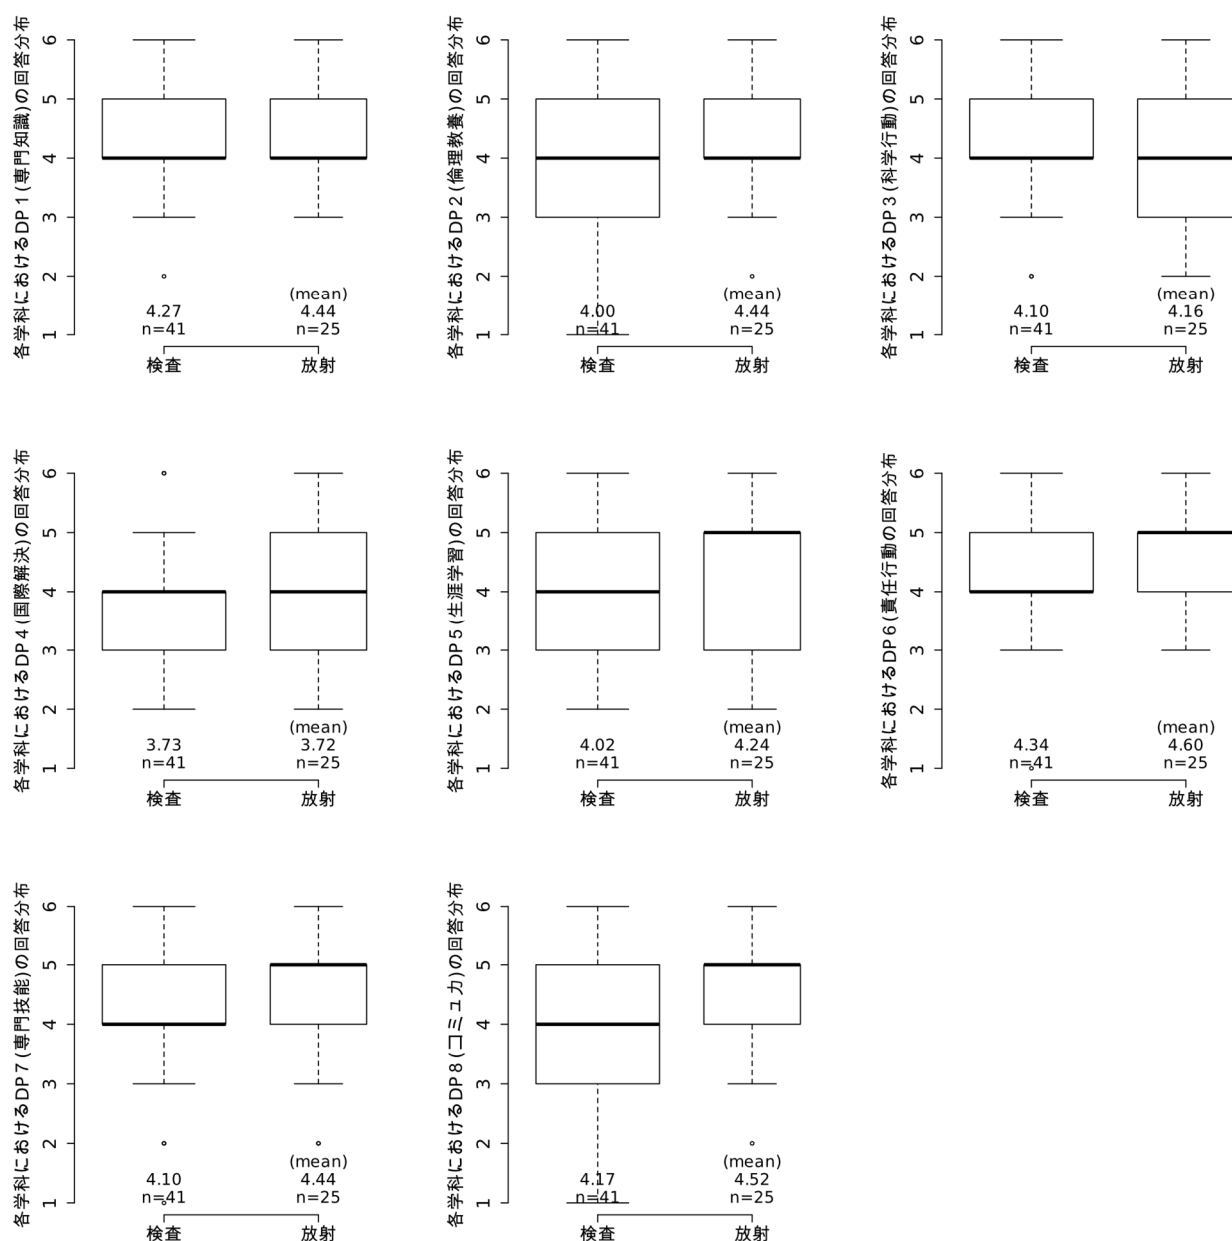 各学科におけるDP1(専門知識)の回答分布
6
5
4
3
2
1
(mean)
4.27
4.44
n=41
n=25
検査
放射
各学科におけるDP2(倫理教養)の回答分布
6
5
4
3
2
1
(mean)
4.00
4.44
n=41
n=25
検査
放射
各学科におけるDP3(科学行動)の回答分布
6
5
4
3
2
1
(mean)
4.10
4.16
n=41
n=25
検査
放射
各学科におけるDP4(国際解決)の回答分布
6
5
4
3
2
1
(mean)
3.73
3.72
n=41
n=25
検査
放射
各学科におけるDP5(生涯学習)の回答分布
6
5
4
3
2
1
(mean)
4.02
4.24
n=41
n=25
検査
放射
各学科におけるDP6(責任行動の回答分布
6
5
4
3
2
1
(mean)
4.34
4.60
n=41
n=25
検査
放射
各学科におけるDP7(専門技能)の回答分布
6
5
4
3
2
1
(mean)
4.10
4.44
n=41
n=25
検査
放射
各学科におけるDP8(コミュ力)の回答分布
6
5
4
3
2
1
(mean)
4.17
4.52
n=41
n=25
検査
放射